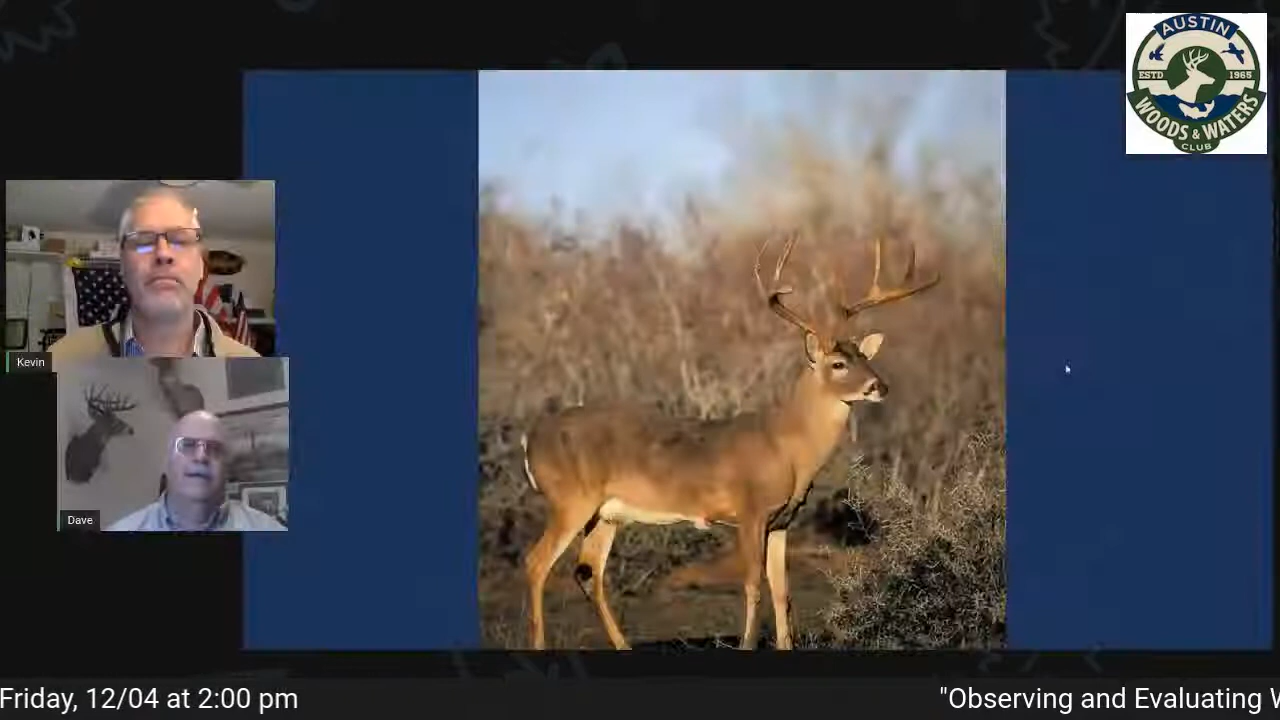 AUSTIN
ESTD 1965
WOODS & WATERS
CLUB
Kevin
Dave
Friday, 12/04 at 2:00 pm
"Observing and Evaluating